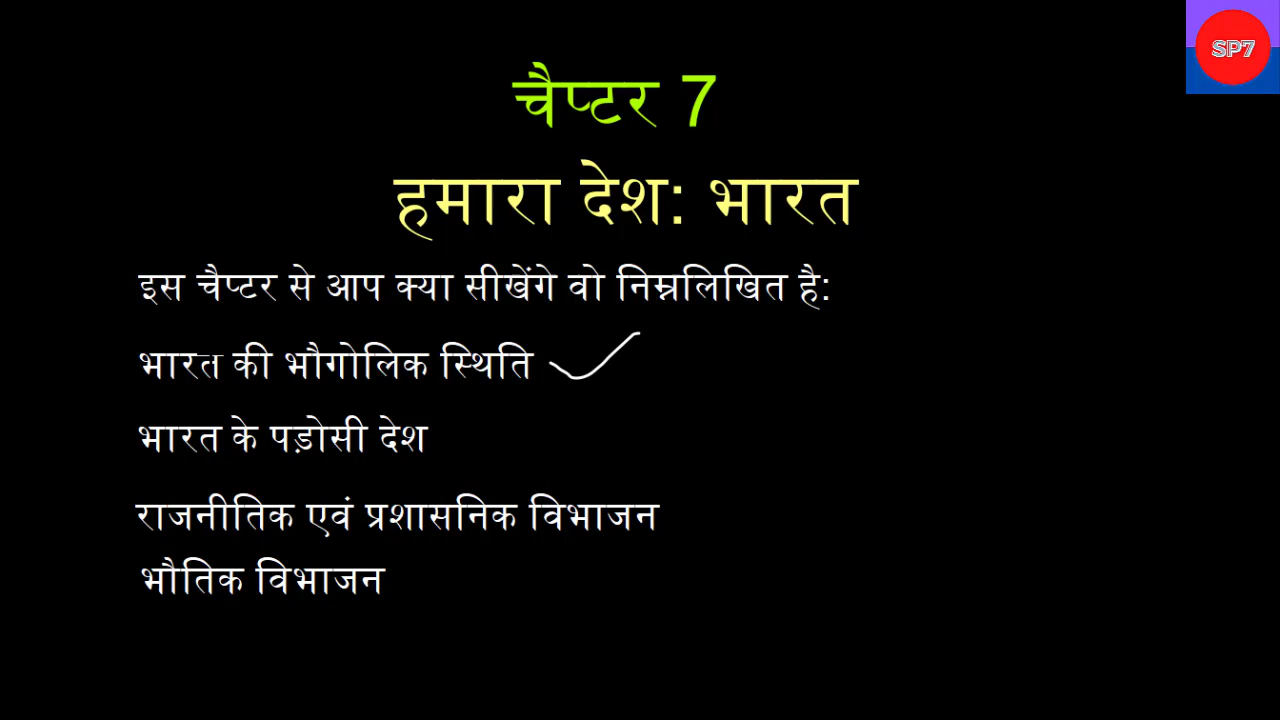 SP7
चैप्टर 7
हमारा देश: भारत
इस चैप्टर से आप क्या सीखेंगे वो निम्नलिखित है:
भारत की भौगोलिक स्थिति
भारत के पड़ोसी देश
राजनीतिक एवं प्रशासनिक विभाजन
भौतिक विभाजन